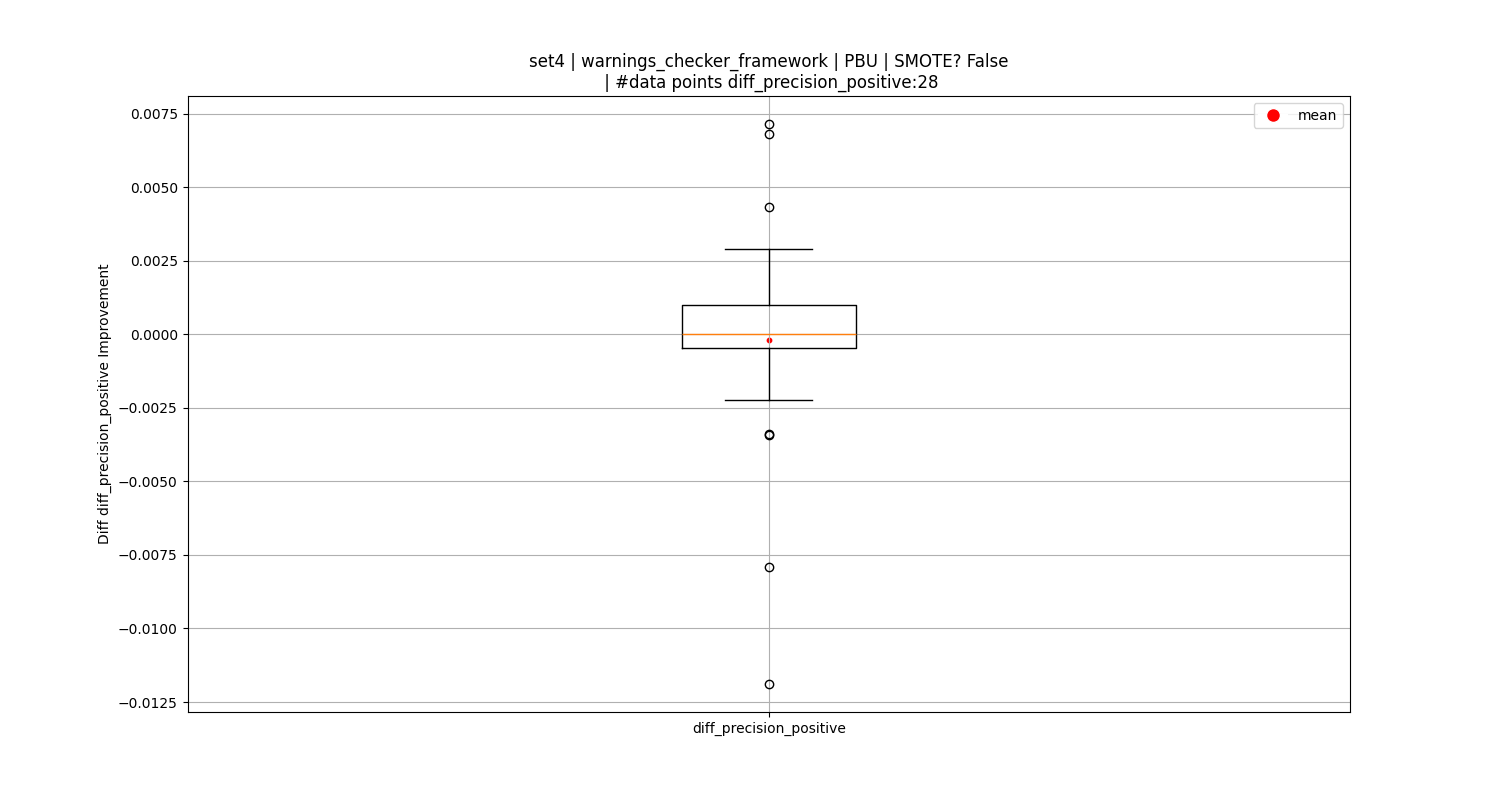 set4 | warnings_checker_framework | PBU | SMOTE? False
| #data points diff_precision_positive:28
mean
0.0075
0.0050
0.0025
0.0000
−0.0025
−0.0050
−0.0075
−0.0100
−0.0125
Diff diff_precision_positive Improvement
diff_precision_positive